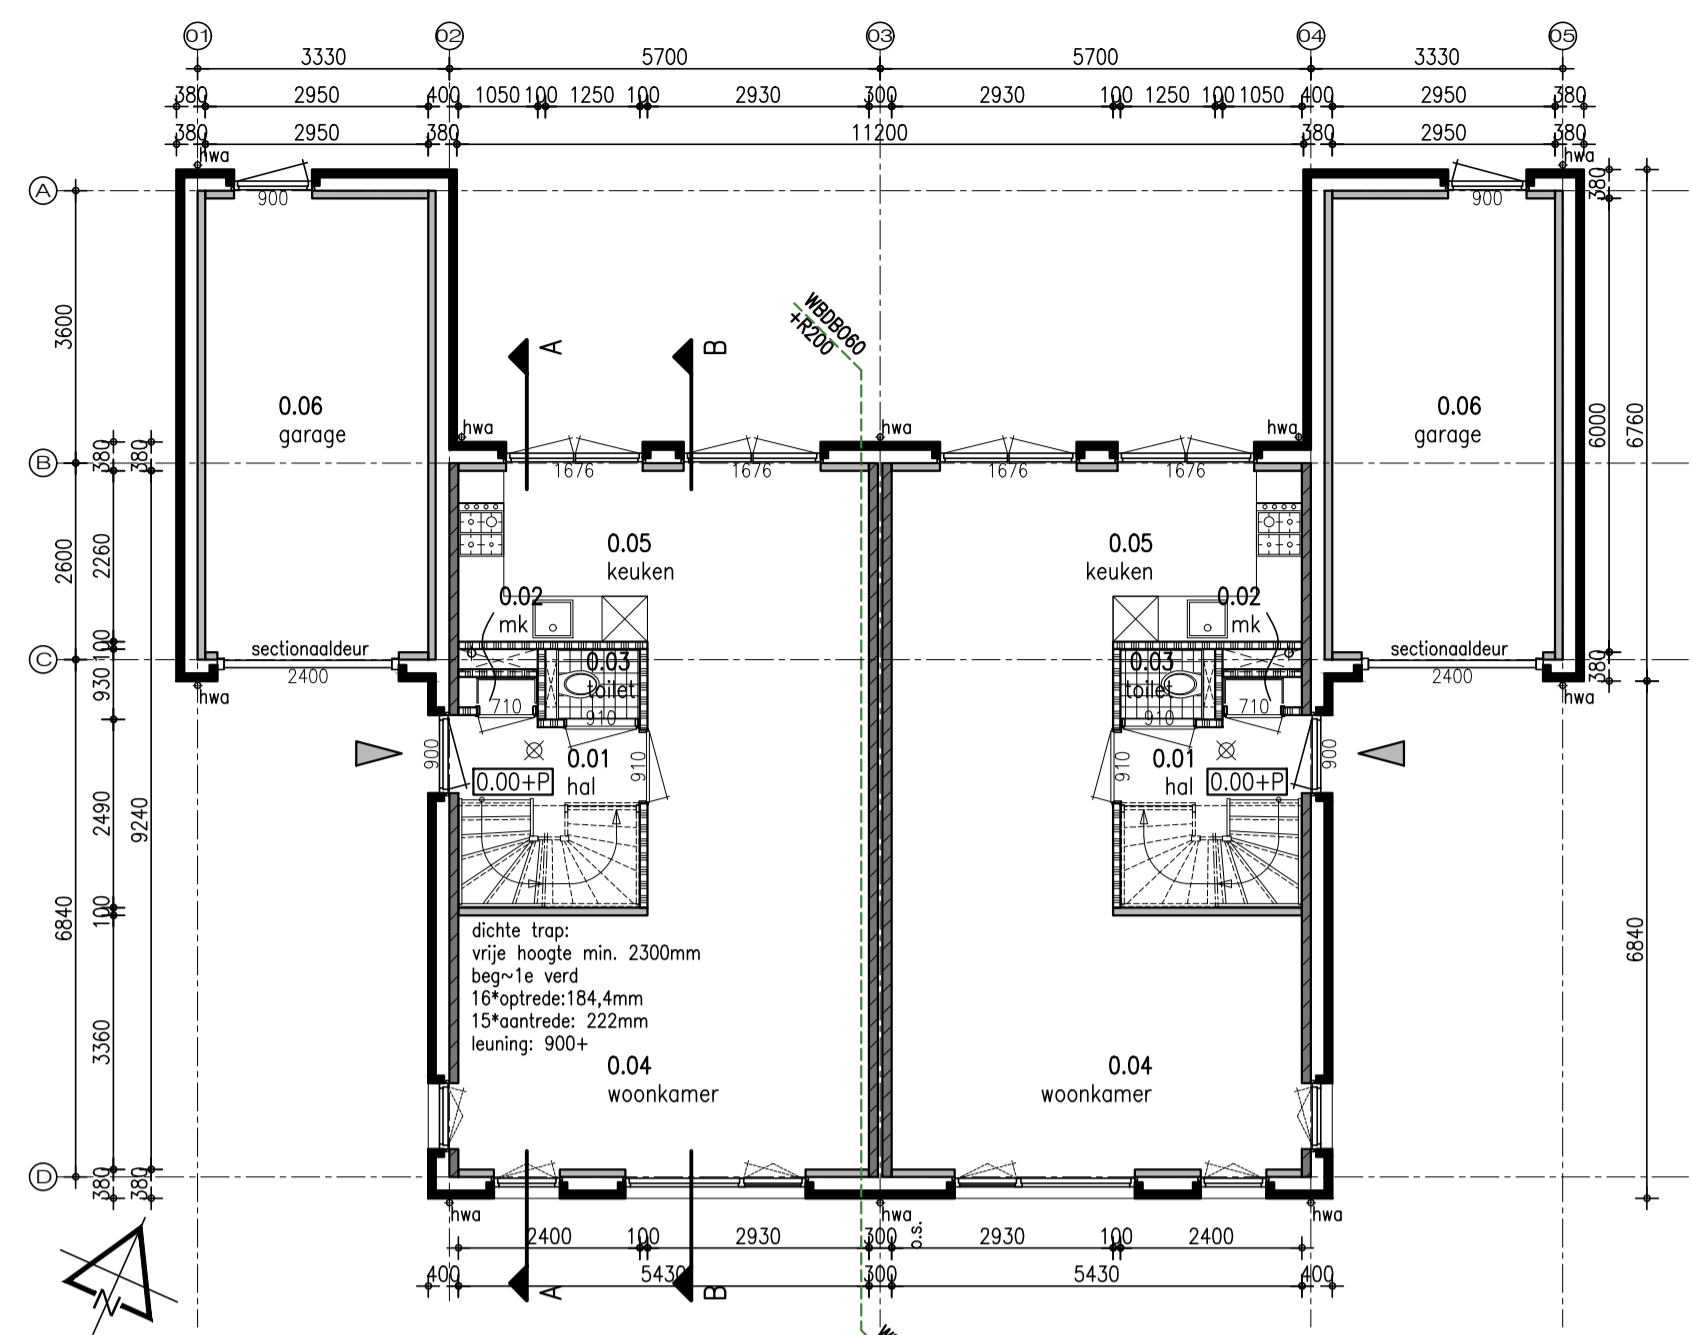 01 02 03 04 05
3330 5700 5700 3330
380 2950 400 1050 100 1250 100 2930 300 2930 100 1250 100 1050 400 2950 380
380 2950 380 11200 380 2950 380
hwa hwa
A 900 900 380
3600
WBDBO60
+R200
A B
0.06 0.06
garage garage
6000 6760
hwa hwa hwa
380 380
B 1676 1676 1676 1676
2600 2260
0.05 0.05
keuken keuken
0.02 0.02
mk mk
100
sectionaaldeur sectionaaldeur
C 2400 2400 380
0.03 0.03
toilet toilet
930
hwa hwa
710 910 910 710
900 910 910 900
0.01 0.01
hal hal
0.00+P 0.00+P
2490 9240
6840 100 6840
dichte trap:
vrije hoogte min. 2300mm
beg~1e verd
16*optrede:184,4mm
15*aantrede: 222mm
leuning: 900+
3360
0.04 0.04
woonkamer woonkamer
D 380 380
hwa hwa hwa
o.s.
2400 100 2930 300 2930 100 2400
400 5430 300 5430 400
A B
N